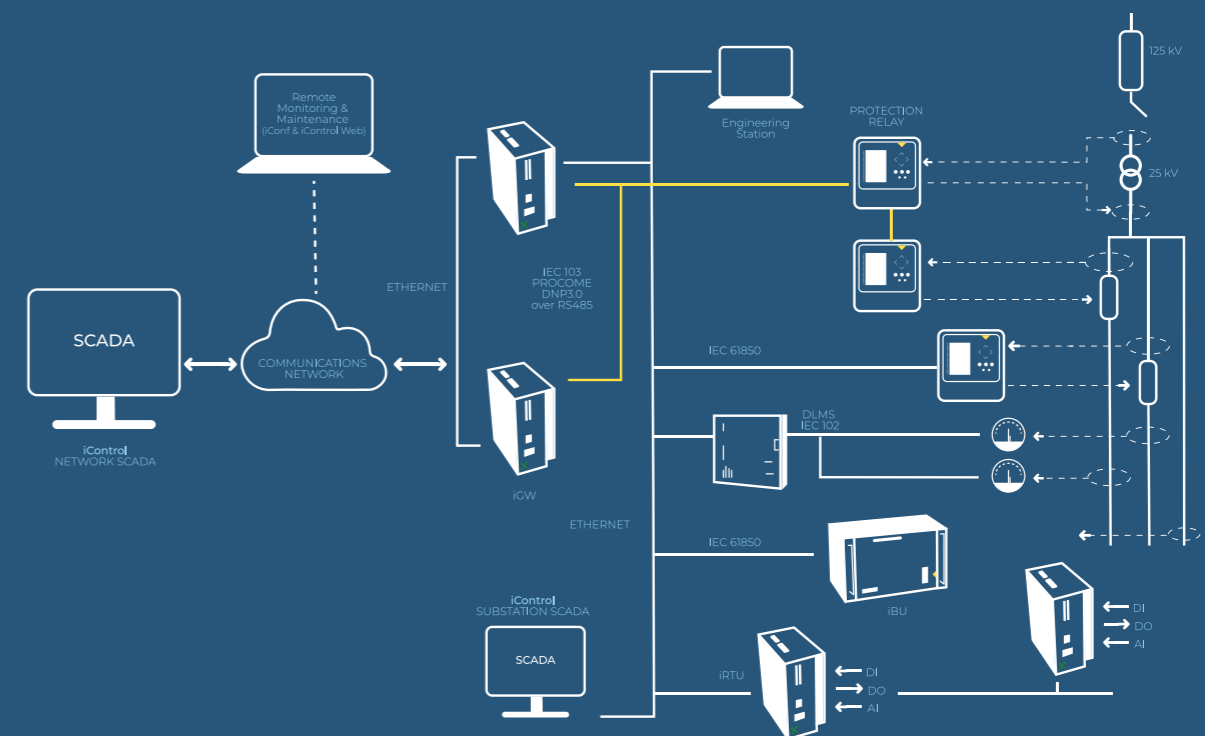 Remote
Monitoring &
Maintenance
(iConf & iControl Web)
SCADA
iControl
NETWORK SCADA
COMMUNICATIONS
NETWORK
ETHERNET
IEC 103
PROCOME
DNP3.0
over RS485
iGW
Engineering
Station
PROTECTION
RELAY
125 kV
25 kV
IEC 61850
DLMS
IEC 102
ETHERNET
IEC 61850
iBU
iControl
SUBSTATION SCADA
SCADA
iRTU
DI
DO
AI
DI
DO
AI